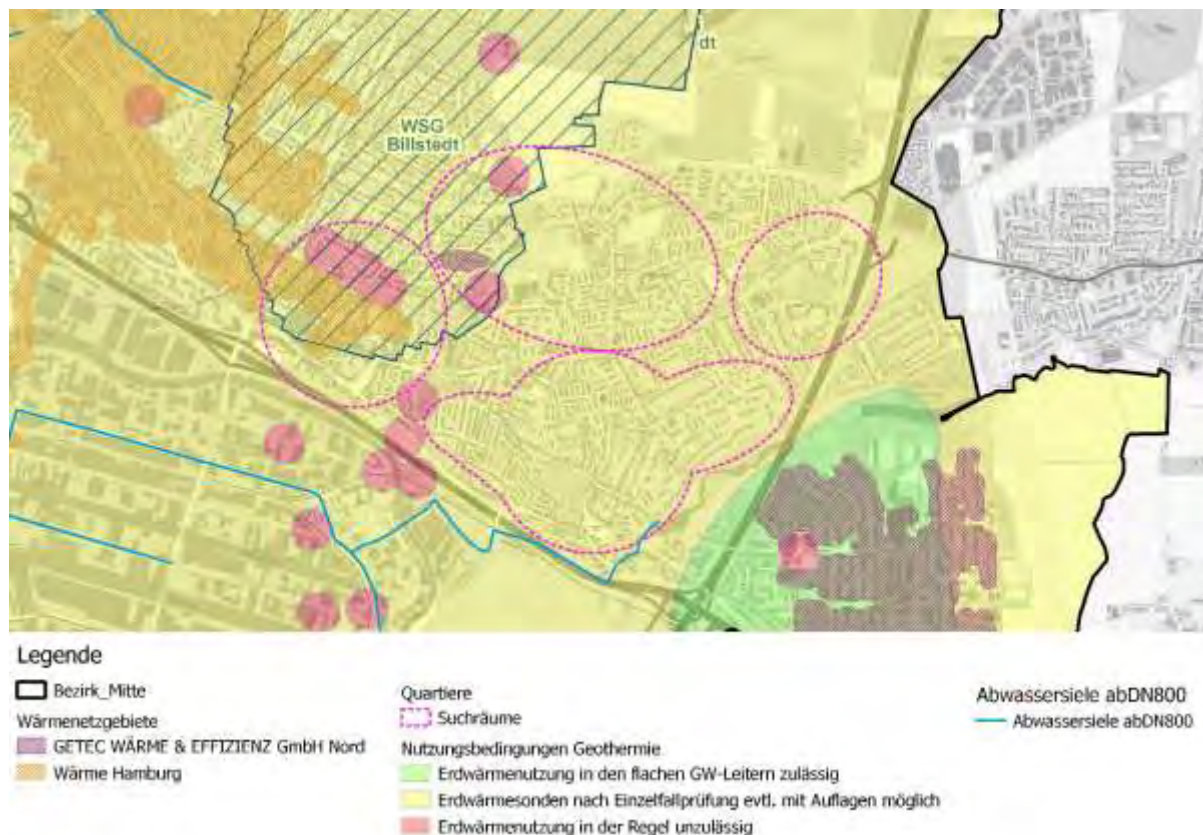 dt
WSG
Billstedt
Legende
Bezirk_Mitte
Wärmenetzgebiete
GETEC WÄRME & EFFIZIENZ GmbH Nord
Wärme Hamburg
Quartiere
Suchräume
Nutzungsbedingungen Geothermie
Erdwärmenutzung in den flachen GW-Leitern zulässig
Erdwärmesonden nach Einzelfallprüfung evtl. mit Auflagen möglich
Erdwärmenutzung in der Regel unzulässig
Abwassersiele abDN800
Abwassersiele abDN800